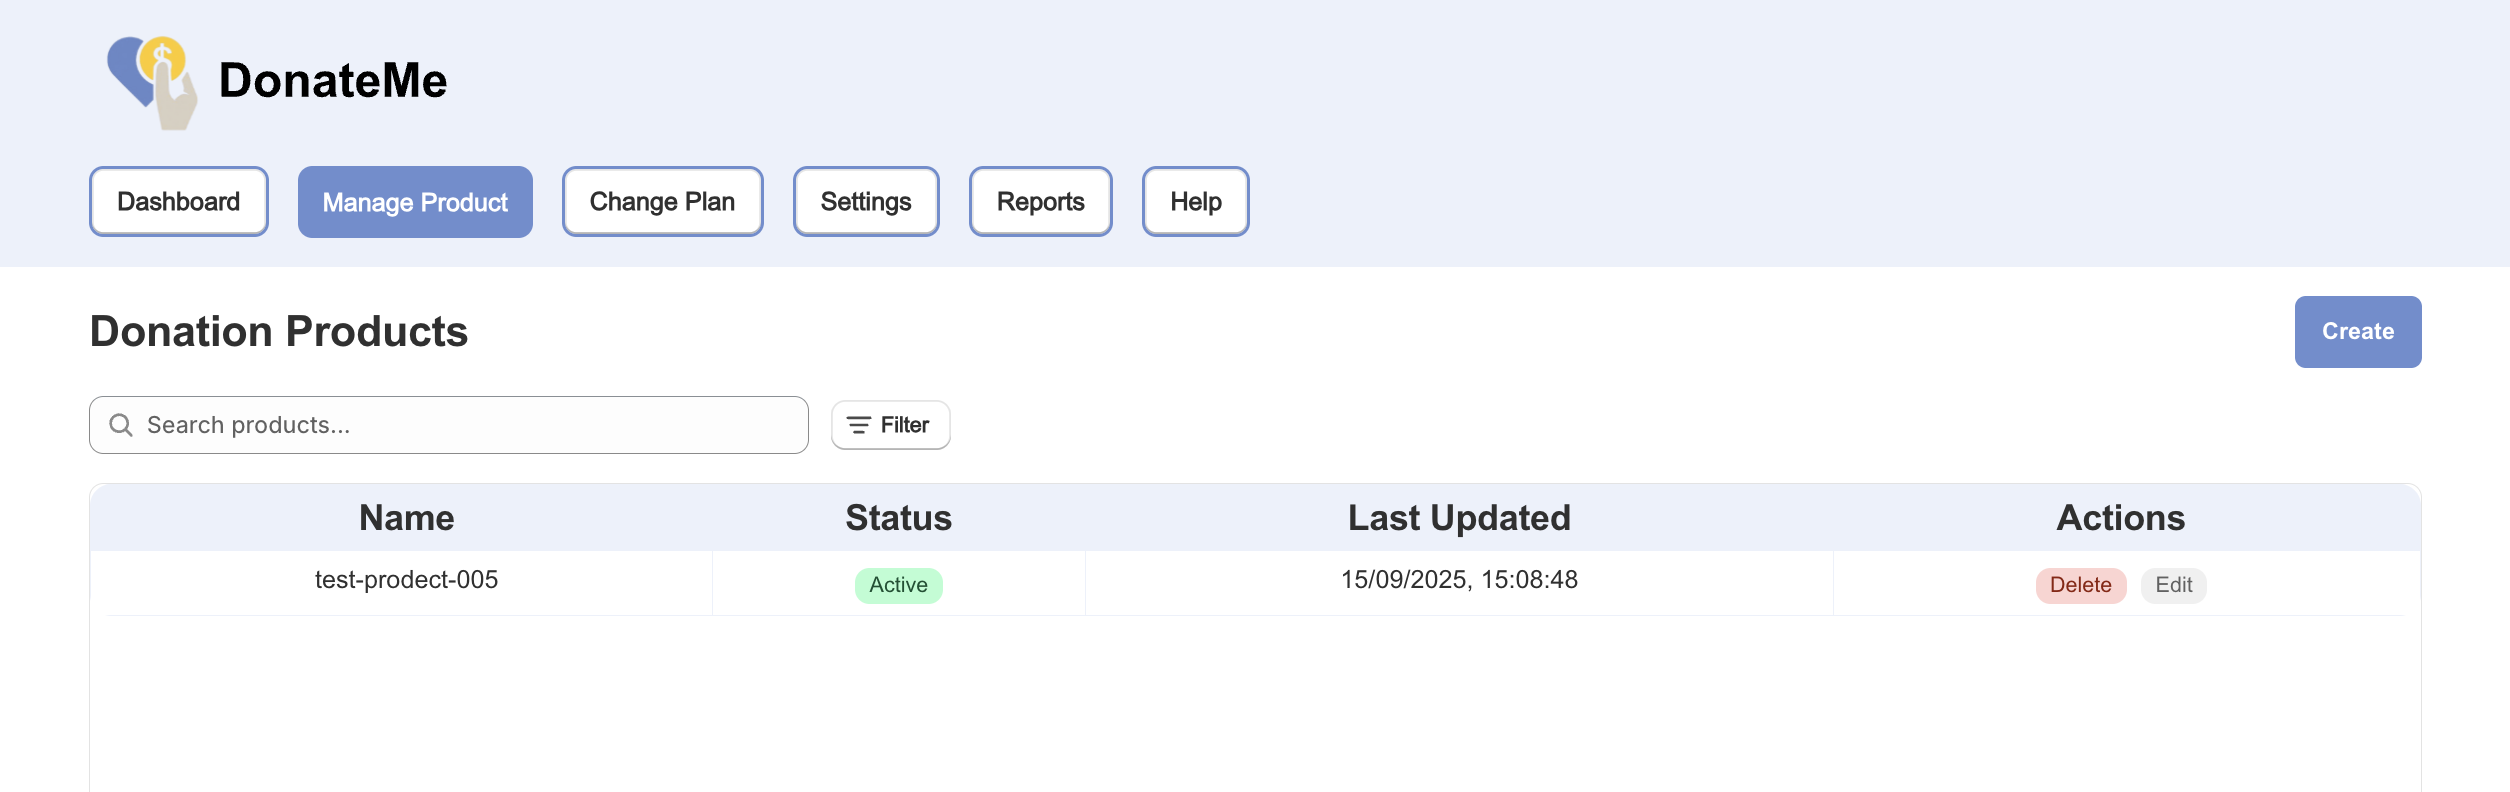 $
DonateMe
Dashboard Manage Product Change Plan Settings Reports Help
Donation Products Create
Search products... Filter
Name Status Last Updated Actions
test-prodect-005 Active 15/09/2025, 15:08:48 Delete Edit